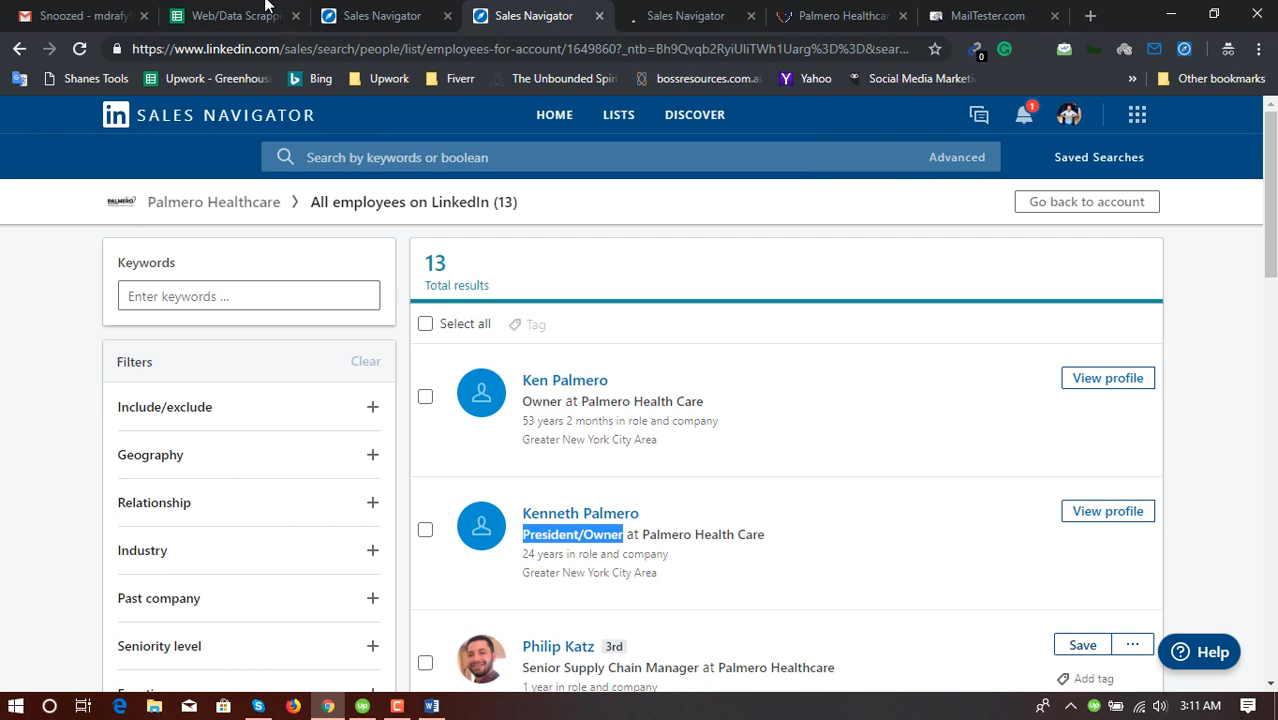 Snoozed - mdrafy9
Web/Data Scrappi
Sales Navigator
Sales Navigator
Sales Navigator
Palmero Healthcar
MailTester.com
https://www.linkedin.com/sales/search/people/list/employees-for-account/1649860?_ntb=Bh9Qvqb2RyiUliTWh1Uarg%3D%3D&sear...
0
Shanes Tools
Upwork - Greenhous
Bing
Upwork
Fiverr
The Unbounded Spiri
bossresources.com.au
Yahoo
Social Media Marketi
»
Other bookmarks
in SALES NAVIGATOR
HOME
LISTS
DISCOVER
1
Search by keywords or boolean
Advanced
Saved Searches
PALMERO
Palmero Healthcare
All employees on LinkedIn (13)
Go back to account
Keywords
Enter keywords ...
Filters
Clear
Include/exclude
Geography
Relationship
Industry
Past company
Seniority level
13
Total results
Select all
Tag
Ken Palmero
View profile
Owner at Palmero Health Care
53 years 2 months in role and company
Greater New York City Area
Kenneth Palmero
View profile
President/Owner at Palmero Health Care
24 years in role and company
Greater New York City Area
Philip Katz 3rd
Save
...
Senior Supply Chain Manager at Palmero Healthcare
1 year in role and company
Add tag
Help
3:11 AM